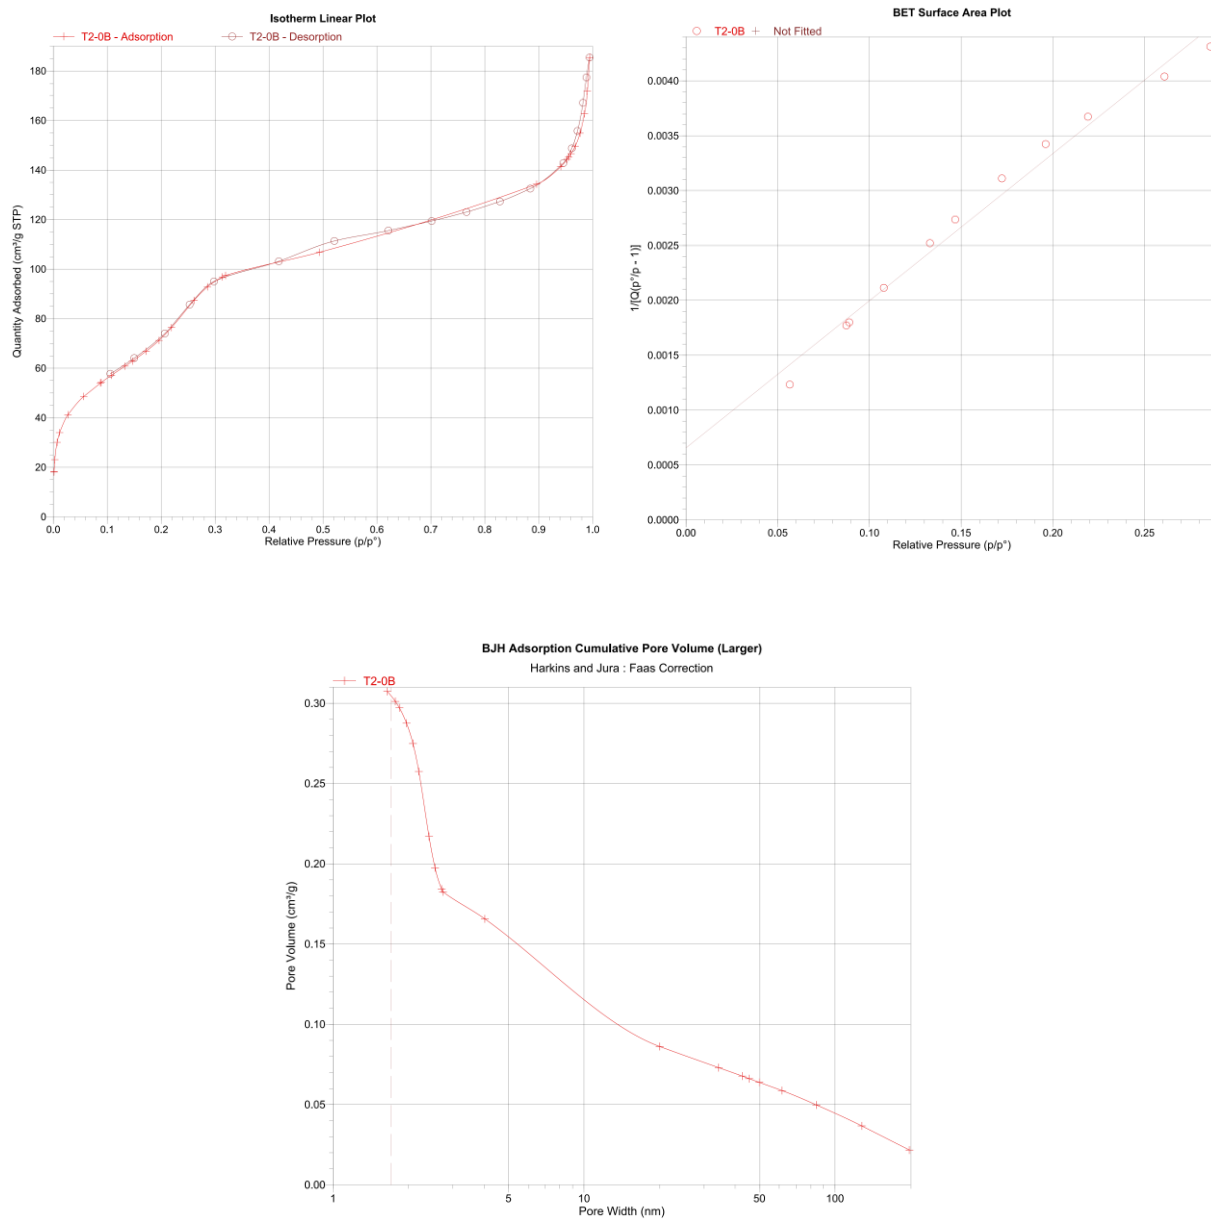 Isotherm Linear Plot
T2-0B - Adsorption
T2-0B - Desorption
Quantity Adsorbed (cm³/g STP)
180
160
140
120
100
80
60
40
20
0
0.0 0.1 0.2 0.3 0.4 0.5 0.6 0.7 0.8 0.9 1.0
Relative Pressure (p/p°)
BET Surface Area Plot
T2-0B
Not Fitted
1/[Q(p°/p - 1)]
0.0040
0.0035
0.0030
0.0025
0.0020
0.0015
0.0010
0.0005
0.0000
0.00 0.05 0.10 0.15 0.20 0.25
Relative Pressure (p/p°)
BJH Adsorption Cumulative Pore Volume (Larger)
Harkins and Jura : Faas Correction
T2-0B
Pore Volume (cm³/g)
0.30
0.25
0.20
0.15
0.10
0.05
0.00
1 5 10 50 100
Pore Width (nm)